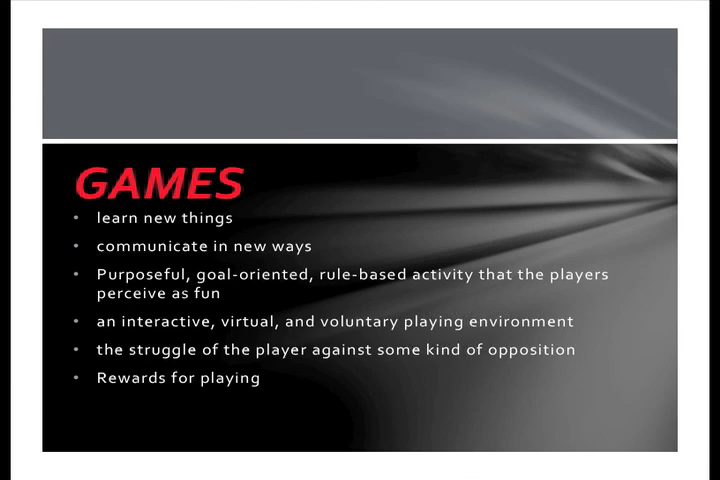 GAMES
• learn new things
• communicate in new ways
• Purposeful, goal-oriented, rule-based activity that the players
perceive as fun
• an interactive, virtual, and voluntary playing environment
• the struggle of the player against some kind of opposition
• Rewards for playing